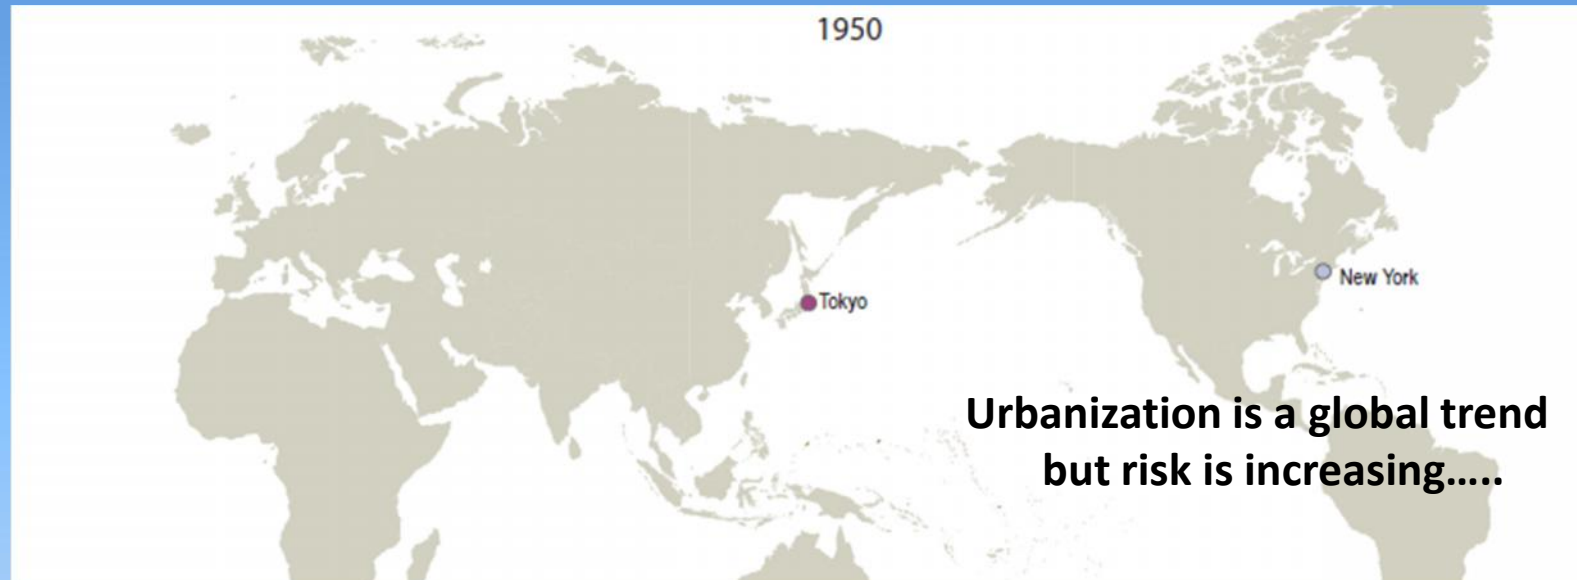 1950
New York
Tokyo
Urbanization is a global trend
but risk is increasing.....